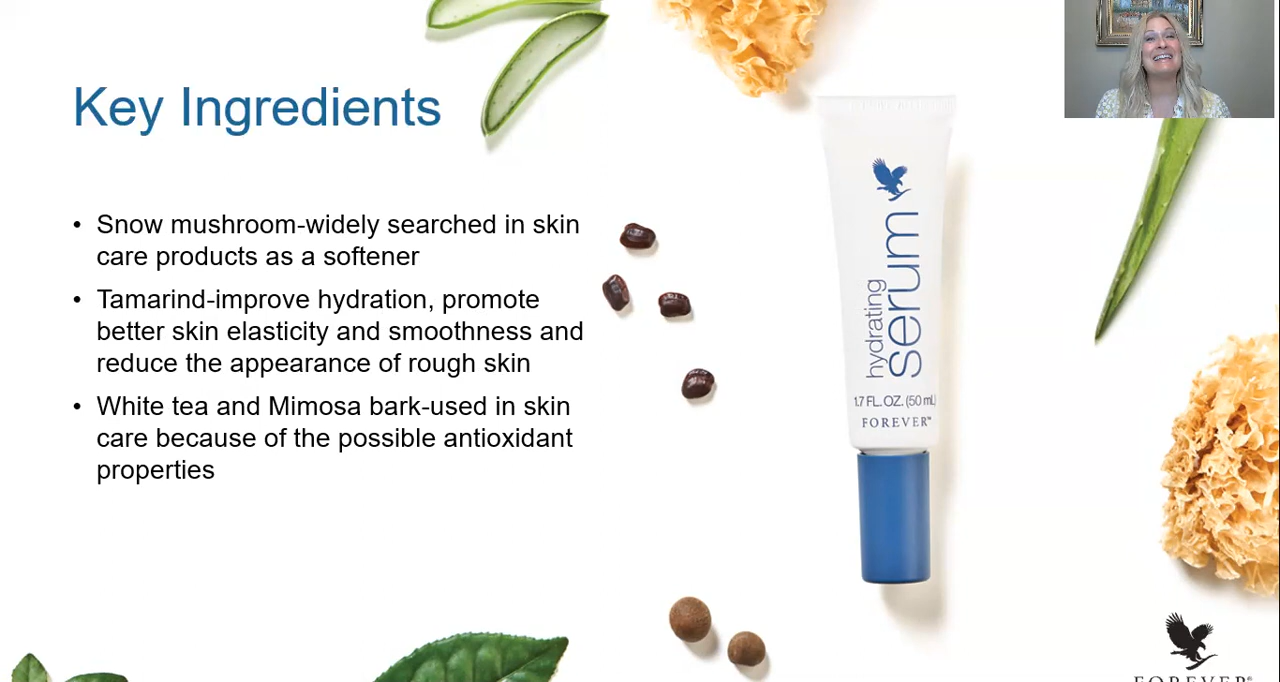 Key Ingredients
• Snow mushroom-widely searched in skin
care products as a softener
• Tamarind-improve hydration, promote
better skin elasticity and smoothness and
reduce the appearance of rough skin
• White tea and Mimosa bark-used in skin
care because of the possible antioxidant
properties
hydrating
serum
1.7 FL. OZ. (50 mL)
FOREVER™
FOREVER®